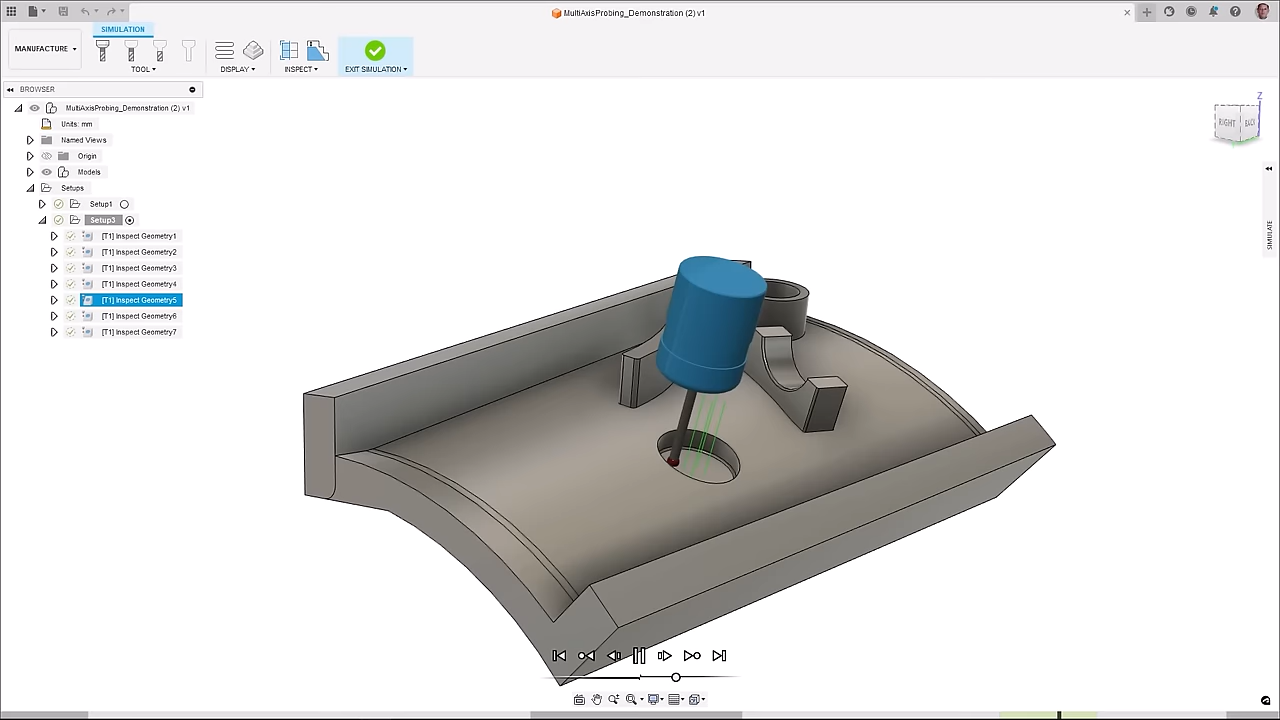 MultiAxisProbing_Demonstration (2) v1
SIMULATION
MANUFACTURE
TOOL
DISPLAY
INSPECT
EXIT SIMULATION
BROWSER
MultiAxisProbing_Demonstration (2) v1
Units: mm
Named Views
Origin
Models
Setups
Setup1
Setup3
[T1] Inspect Geometry1
[T1] Inspect Geometry2
[T1] Inspect Geometry3
[T1] Inspect Geometry4
[T1] Inspect Geometry5
[T1] Inspect Geometry6
[T1] Inspect Geometry7
Z
RIGHT
BACK
SIMULATE